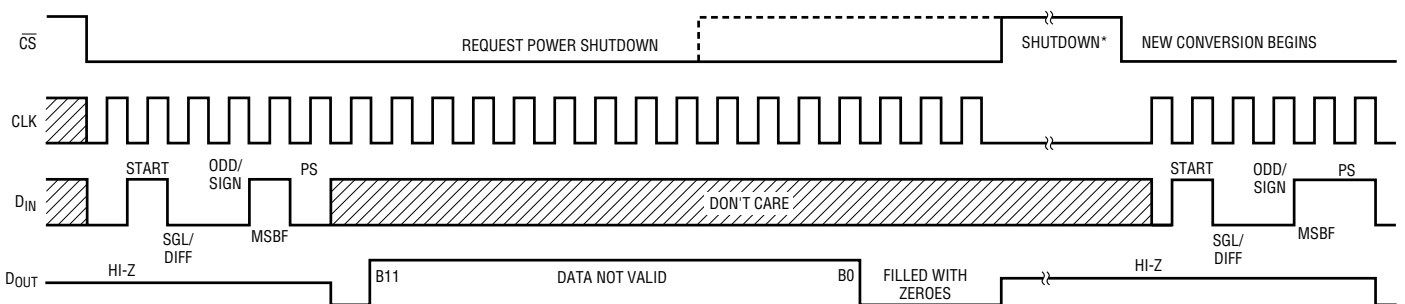 CS
REQUEST POWER SHUTDOWN
SHUTDOWN*
NEW CONVERSION BEGINS
CLK
START
ODD/
SIGN
PS
START
ODD/
SIGN
PS
DIN
DON'T CARE
SGL/
DIFF
MSBF
SGL/
DIFF
MSBF
DOUT
HI-Z
B11
DATA NOT VALID
B0
FILLED WITH
ZEROES
HI-Z